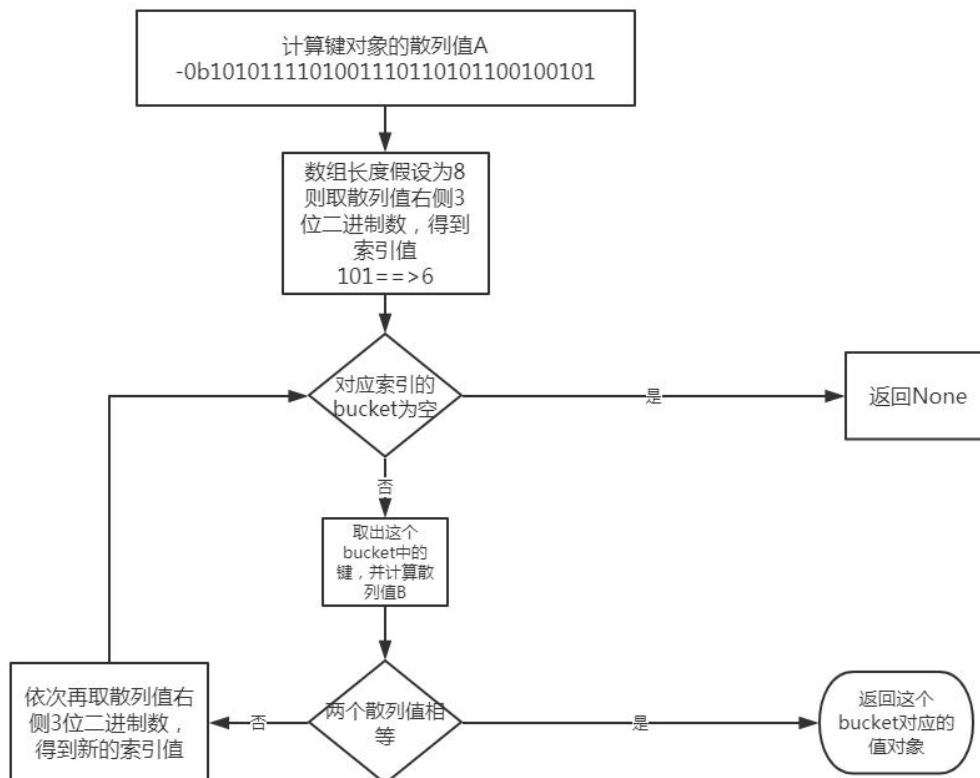 计算键对象的散列值A
-0b1010111101001110110101100100101
数组长度假设为8
则取散列值右侧3
位二进制数，得到
索引值
101==>6
对应索引的
bucket为空
是
返回None
否
取出这个
bucket中的
键，并计算散
列值B
两个散列值相
等
否
依次再取散列值右
侧3位二进制数，
得到新的索引值
是
返回这个
bucket对应的
值对象